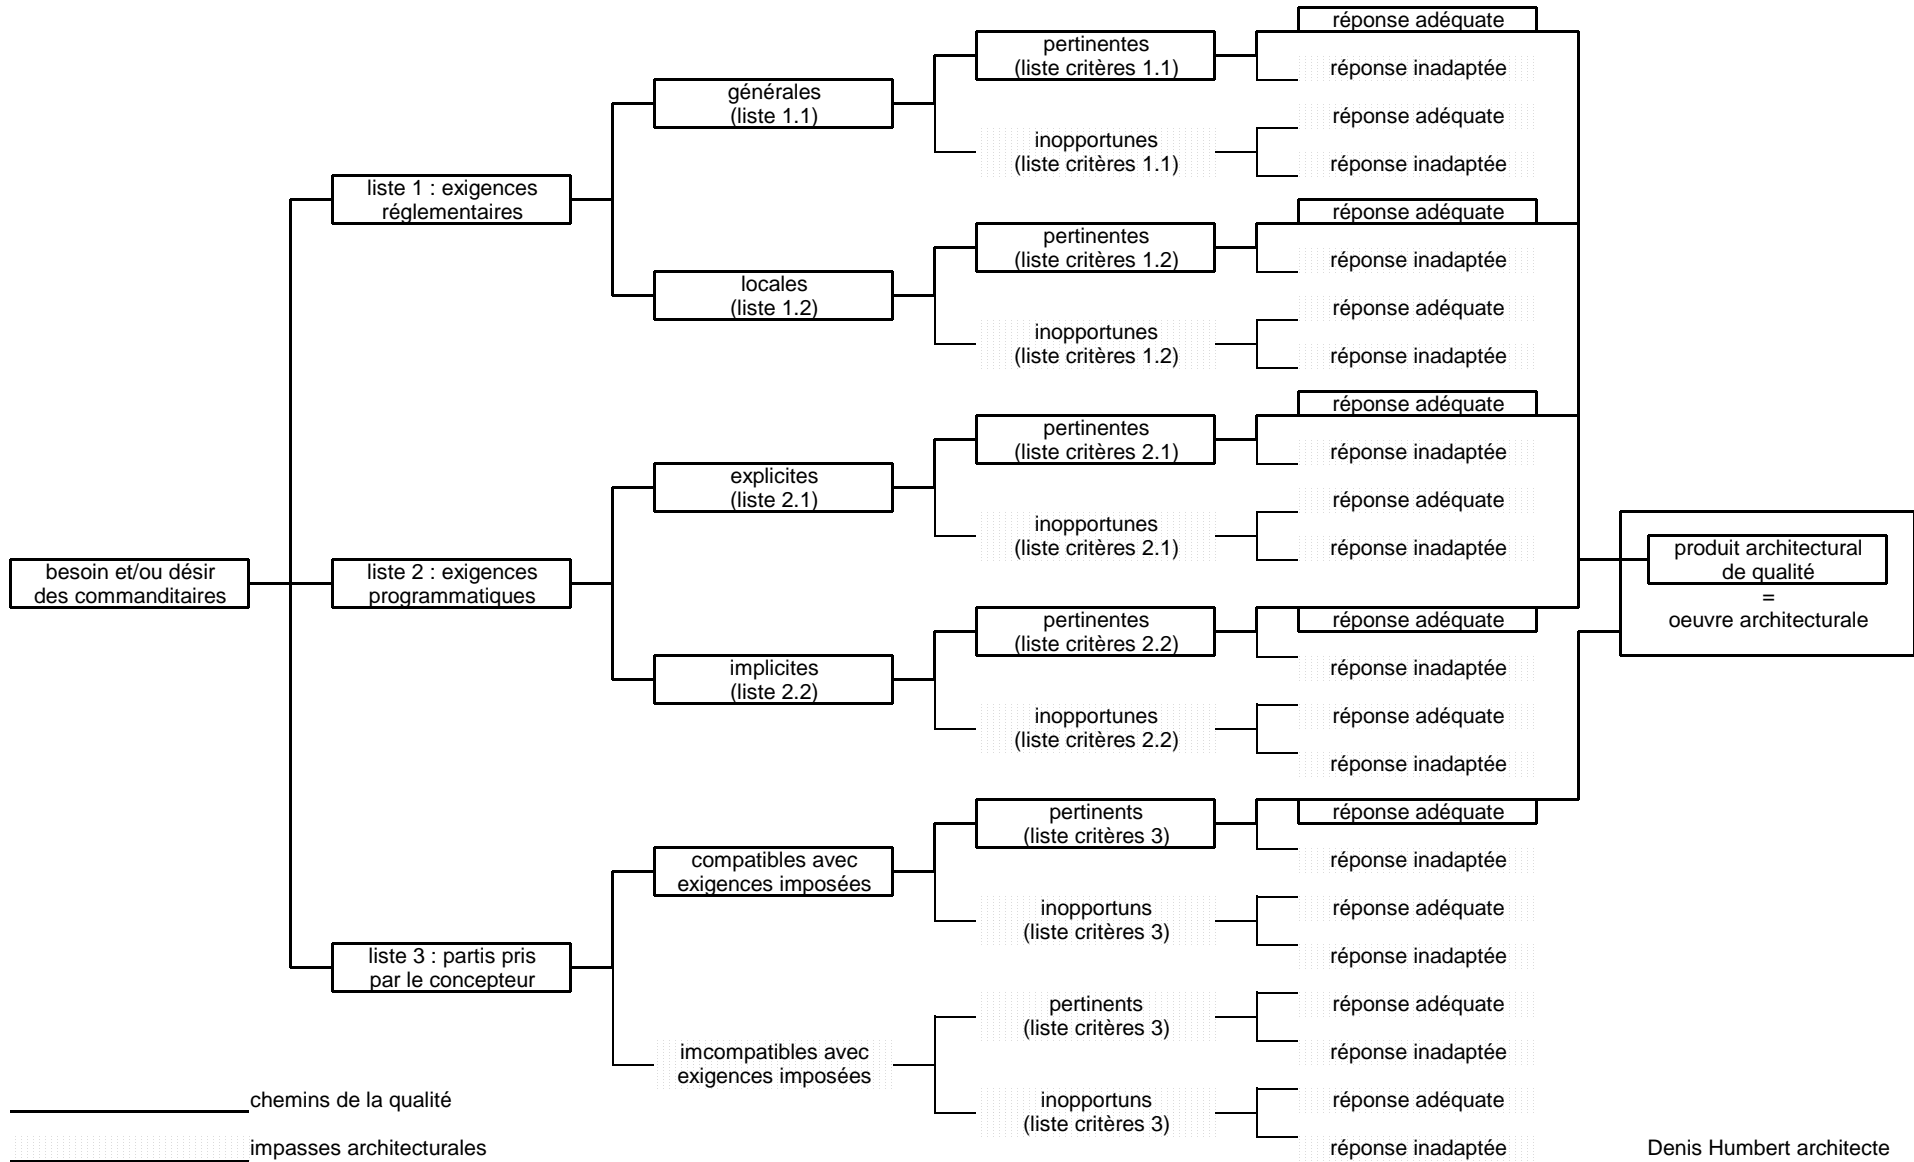 réponse adéquate
pertinentes
(liste critères 1.1)
réponse inadaptée
générales
(liste 1.1)
réponse adéquate
inopportunes
(liste critères 1.1)
réponse inadaptée
liste 1 : exigences
réglementaires
réponse adéquate
pertinentes
(liste critères 1.2)
réponse inadaptée
locales
(liste 1.2)
réponse adéquate
inopportunes
(liste critères 1.2)
réponse inadaptée
réponse adéquate
pertinentes
(liste critères 2.1)
réponse inadaptée
explicites
(liste 2.1)
réponse adéquate
inopportunes
(liste critères 2.1)
réponse inadaptée
besoin et/ou désir
des commanditaires
liste 2 : exigences
programmatiques
produit architectural
de qualité
=
oeuvre architecturale
pertinentes
(liste critères 2.2)
réponse adéquate
réponse inadaptée
implicites
(liste 2.2)
inopportunes
(liste critères 2.2)
réponse adéquate
réponse inadaptée
pertinents
(liste critères 3)
réponse adéquate
réponse inadaptée
compatibles avec
exigences imposées
inopportuns
(liste critères 3)
réponse adéquate
réponse inadaptée
liste 3 : partis pris
par le concepteur
pertinents
(liste critères 3)
réponse adéquate
réponse inadaptée
imcompatibles avec
exigences imposées
inopportuns
(liste critères 3)
réponse adéquate
réponse inadaptée
chemins de la qualité
impasses architecturales
Denis Humbert architecte